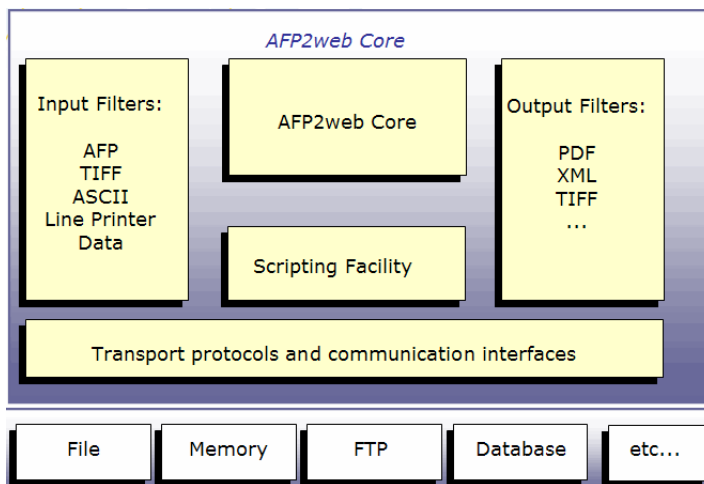 AFP2web Core
Input Filters:
AFP
TIFF
ASCII
Line Printer
Data
AFP2web Core
Scripting Facility
Output Filters:
PDF
XML
TIFF
...
Transport protocols and communication interfaces
File
Memory
FTP
Database
etc...